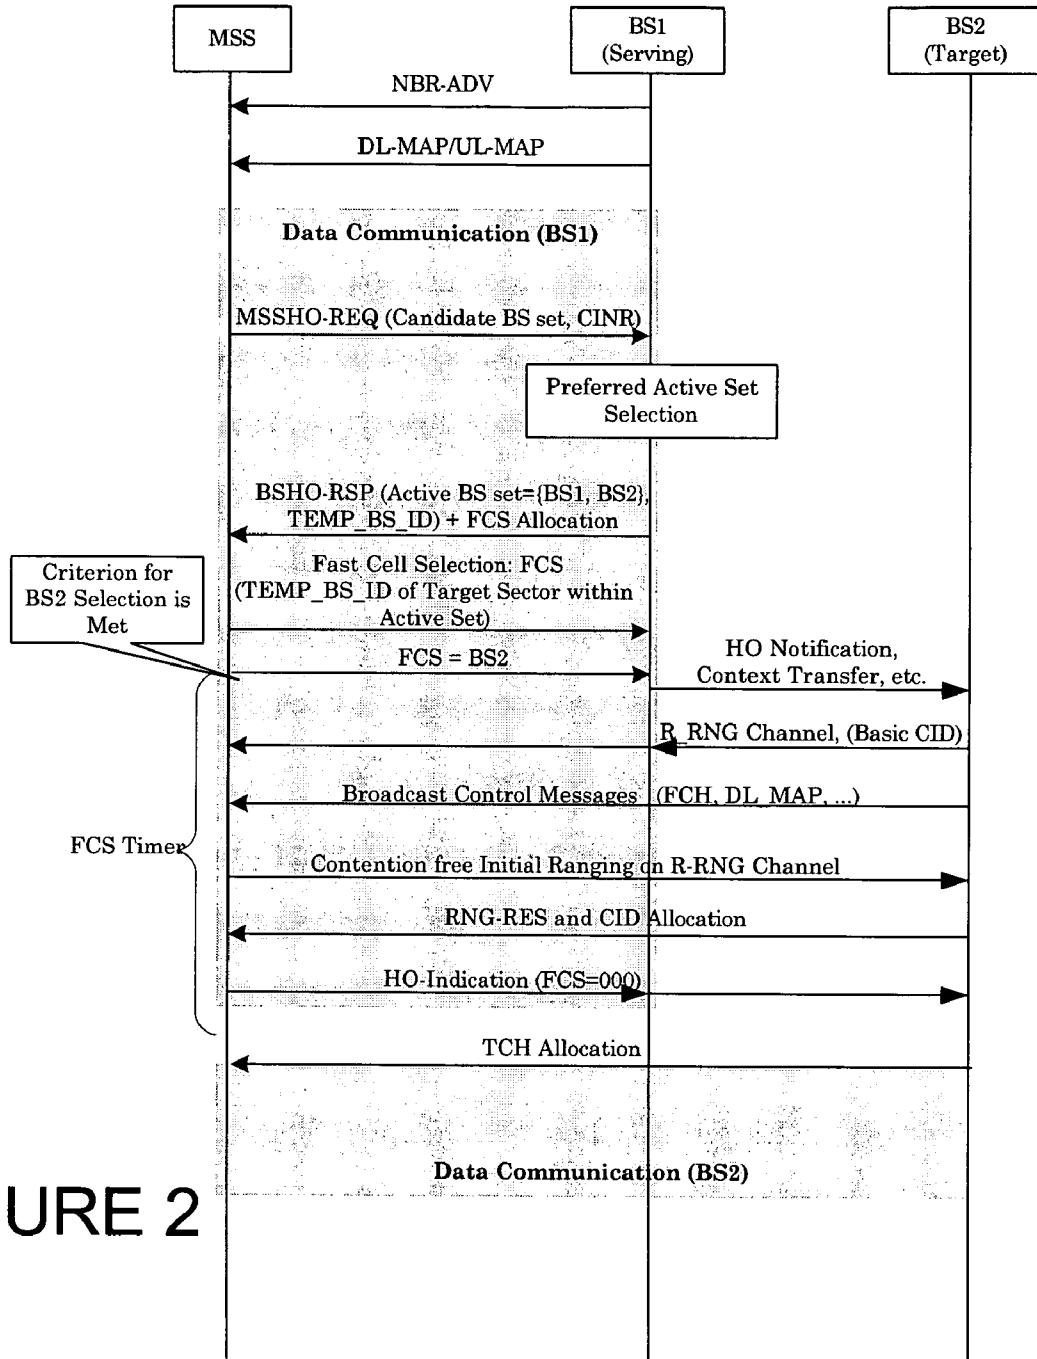 MSS
BS1
(Serving)
BS2
(Target)
NBR-ADV
DL-MAP/UL-MAP
Data Communication (BS1)
MSSHO-REQ (Candidate BS set, CINR)
Preferred Active Set
Selection
BSHO-RSP (Active BS set={BS1, BS2},
TEMP_BS_ID) + FCS Allocation
Fast Cell Selection: FCS
(TEMP_BS_ID of Target Sector within
Active Set)
Criterion for
BS2 Selection is
Met
FCS = BS2
HO Notification,
Context Transfer, etc.
R_RNG Channel, (Basic CID)
Broadcast Control Messages (FCH, DL_MAP, ...)
FCS Timer
Contention free Initial Ranging on R-RNG Channel
RNG-RES and CID Allocation
HO-Indication (FCS=000)
TCH Allocation
Data Communication (BS2)
URE 2